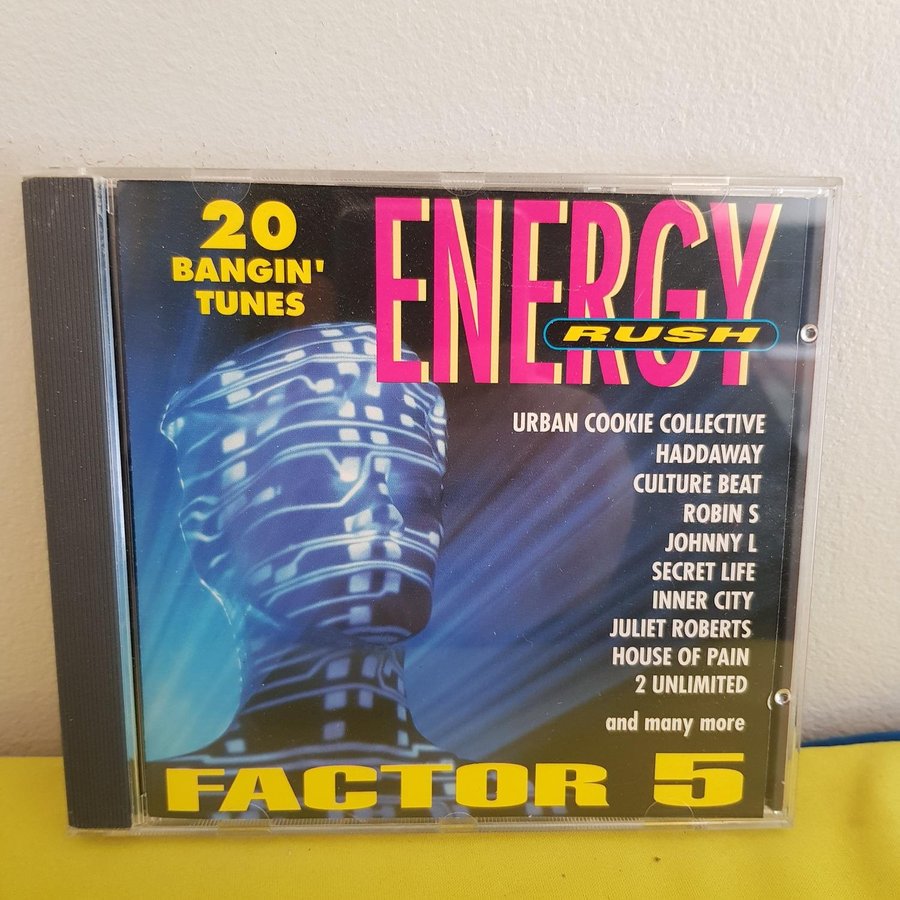 20
BANGIN'
TUNES
ENERGY
RUSH
URBAN COOKIE COLLECTIVE
HADDAWAY
CULTURE BEAT
ROBIN S
JOHNNY L
SECRET LIFE
INNER CITY
JULIET ROBERTS
HOUSE OF PAIN
2 UNLIMITED
and many more
FACTOR 5